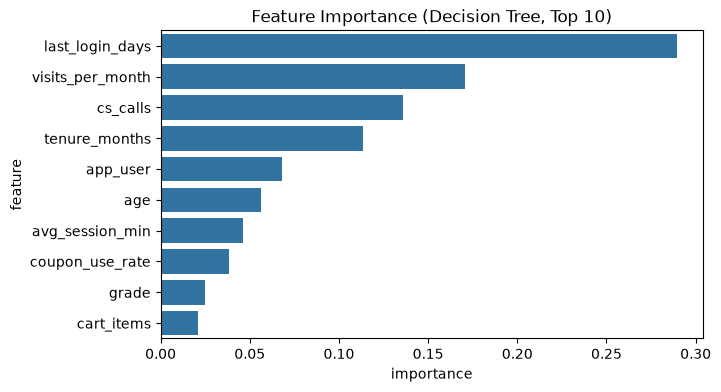 Feature Importance (Decision Tree, Top 10)
last_login_days
visits_per_month
cs_calls
tenure_months
app_user
age
avg_session_min
coupon_use_rate
grade
cart_items
feature
0.00 0.05 0.10 0.15 0.20 0.25 0.30
importance